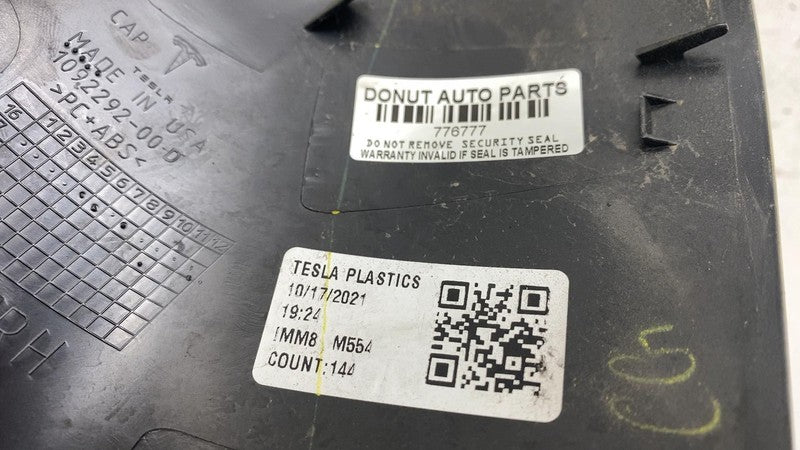 CAP
TESLA
MADE IN USA
1092292-00-D
>PC+ABS<
16 1 2 3 4 5 6 7 8 9 10 11 12
RH
DONUT AUTO PARTS
776777
DO NOT REMOVE SECURITY SEAL
WARRANTY INVALID IF SEAL IS TAMPERED
TESLA PLASTICS
10/17/2021
19:24
IMM8 M554
COUNT:144